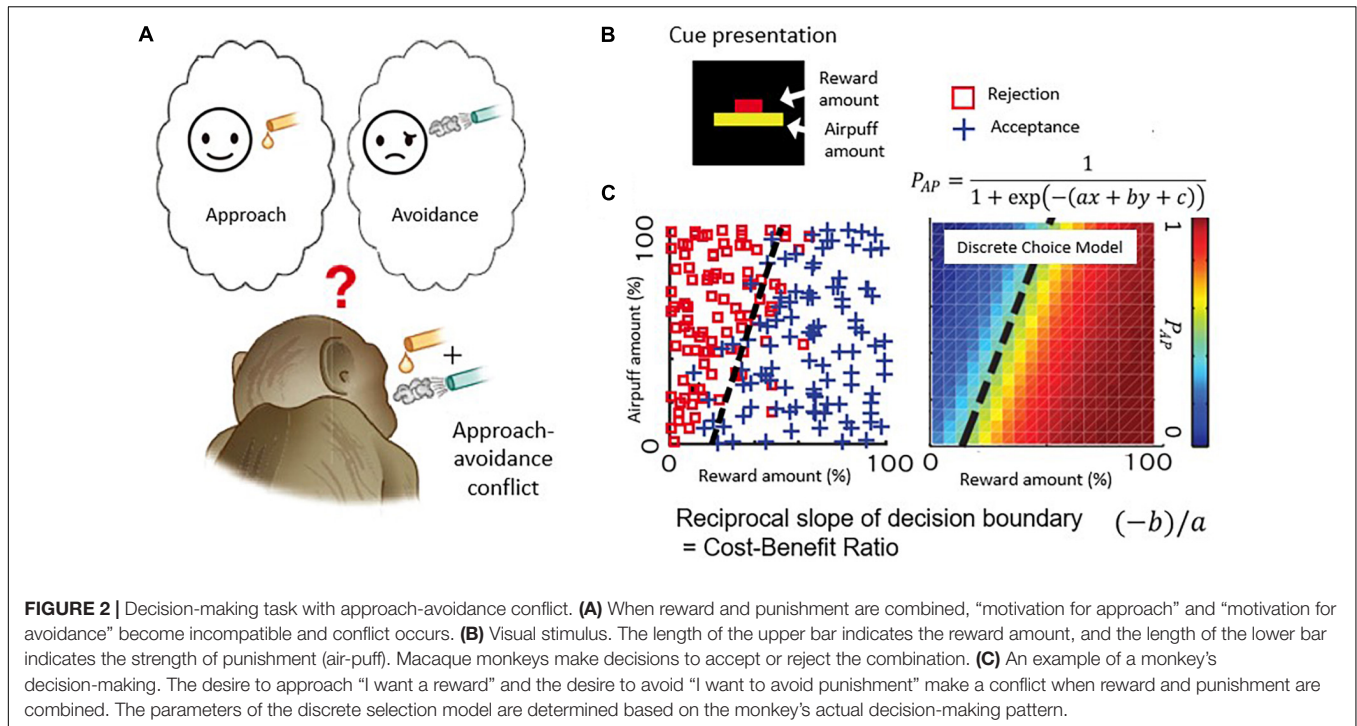 A
Approach
Avoidance
?
+
Approach-
avoidance
conflict
B
Cue presentation
Reward
amount
Airpuff
amount
Rejection
Acceptance
P_AP = 1 / (1 + exp(−(ax + by + c)))
C
Airpuff amount (%)
100
0
0
100
Reward amount (%)
Discrete Choice Model
0
100
Reward amount (%)
1
P_AP
0
Reciprocal slope of decision boundary (−b)/a
= Cost-Benefit Ratio
FIGURE 2 | Decision-making task with approach-avoidance conflict. (A) When reward and punishment are combined, “motivation for approach” and “motivation for
avoidance” become incompatible and conflict occurs. (B) Visual stimulus. The length of the upper bar indicates the reward amount, and the length of the lower bar
indicates the strength of punishment (air-puff). Macaque monkeys make decisions to accept or reject the combination. (C) An example of a monkey’s
decision-making. The desire to approach “I want a reward” and the desire to avoid “I want to avoid punishment” make a conflict when reward and punishment are
combined. The parameters of the discrete selection model are determined based on the monkey’s actual decision-making pattern.